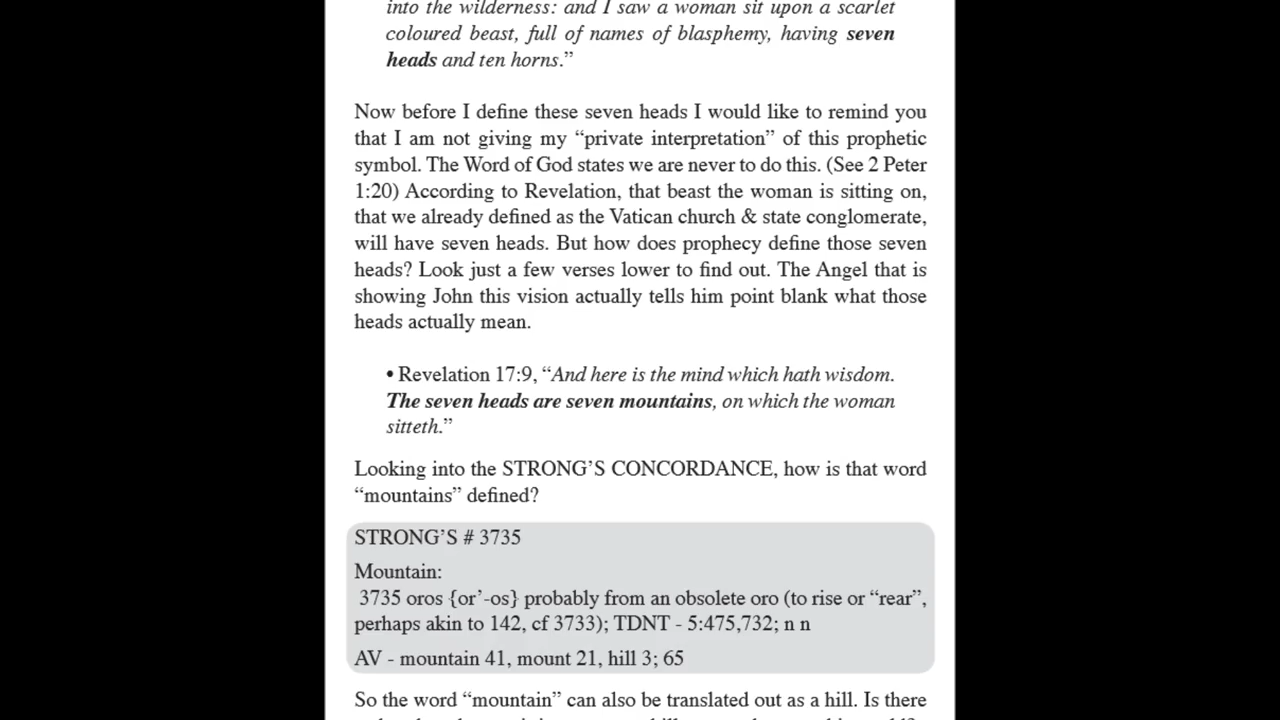 into the wilderness: and I saw a woman sit upon a scarlet
coloured beast, full of names of blasphemy, having seven
heads and ten horns.”
Now before I define these seven heads I would like to remind you
that I am not giving my “private interpretation” of this prophetic
symbol. The Word of God states we are never to do this. (See 2 Peter
1:20) According to Revelation, that beast the woman is sitting on,
that we already defined as the Vatican church & state conglomerate,
will have seven heads. But how does prophecy define those seven
heads? Look just a few verses lower to find out. The Angel that is
showing John this vision actually tells him point blank what those
heads actually mean.
• Revelation 17:9, “And here is the mind which hath wisdom.
The seven heads are seven mountains, on which the woman
sitteth.”
Looking into the STRONG’S CONCORDANCE, how is that word
“mountains” defined?
STRONG’S # 3735
Mountain:
3735 oros {or’-os} probably from an obsolete oro (to rise or “rear”,
perhaps akin to 142, cf 3733); TDNT - 5:475,732; n n
AV - mountain 41, mount 21, hill 3; 65
So the word “mountain” can also be translated out as a hill. Is there